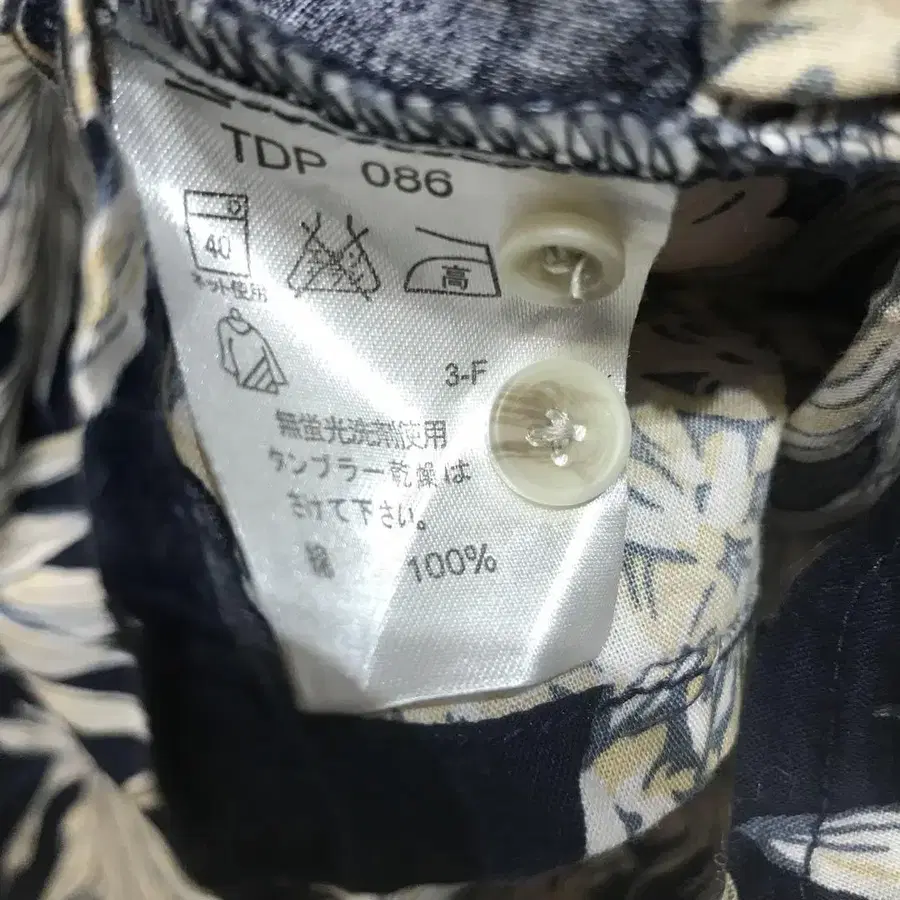 TDP 086
40
高
ネット使用
3-F
無蛍光洗剤使用
タンブラー乾燥は
さけて下さい。
綿 100%